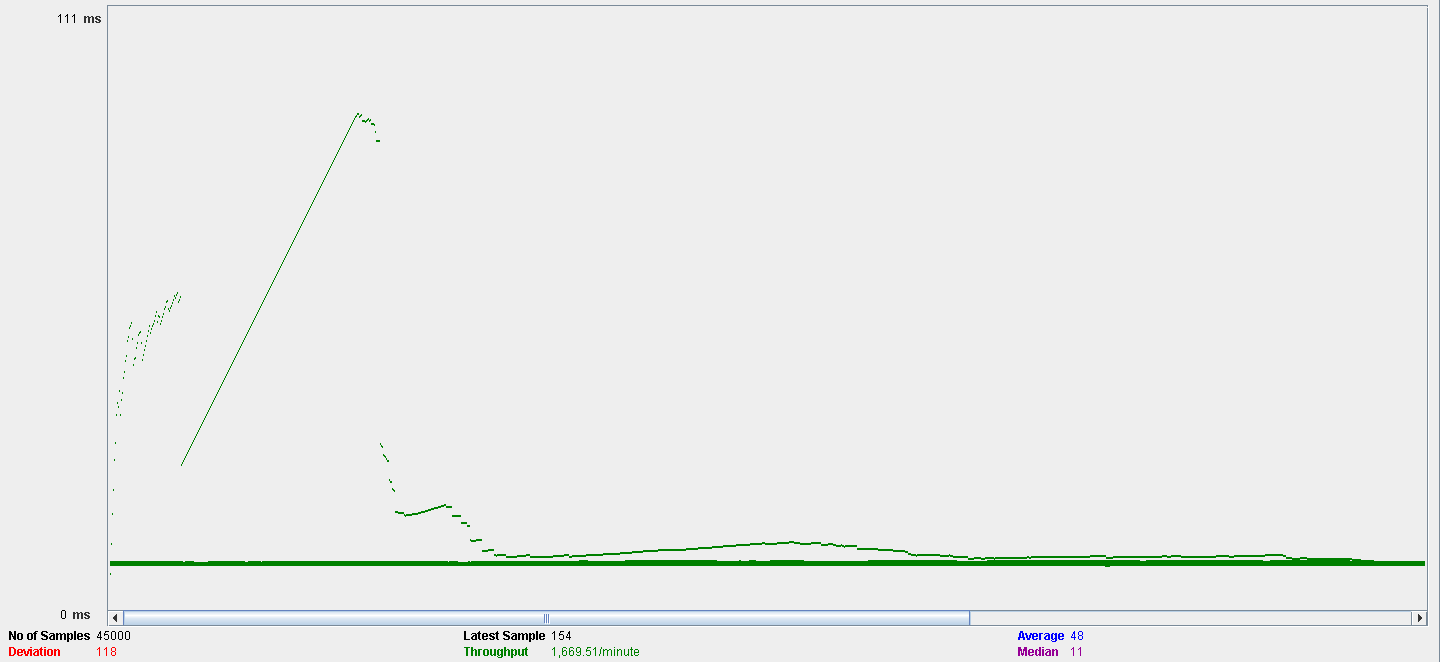 111 ms
0 ms
No of Samples 45000 Latest Sample 154 Average 48
Deviation 118 Throughput 1,669.51/minute Median 11